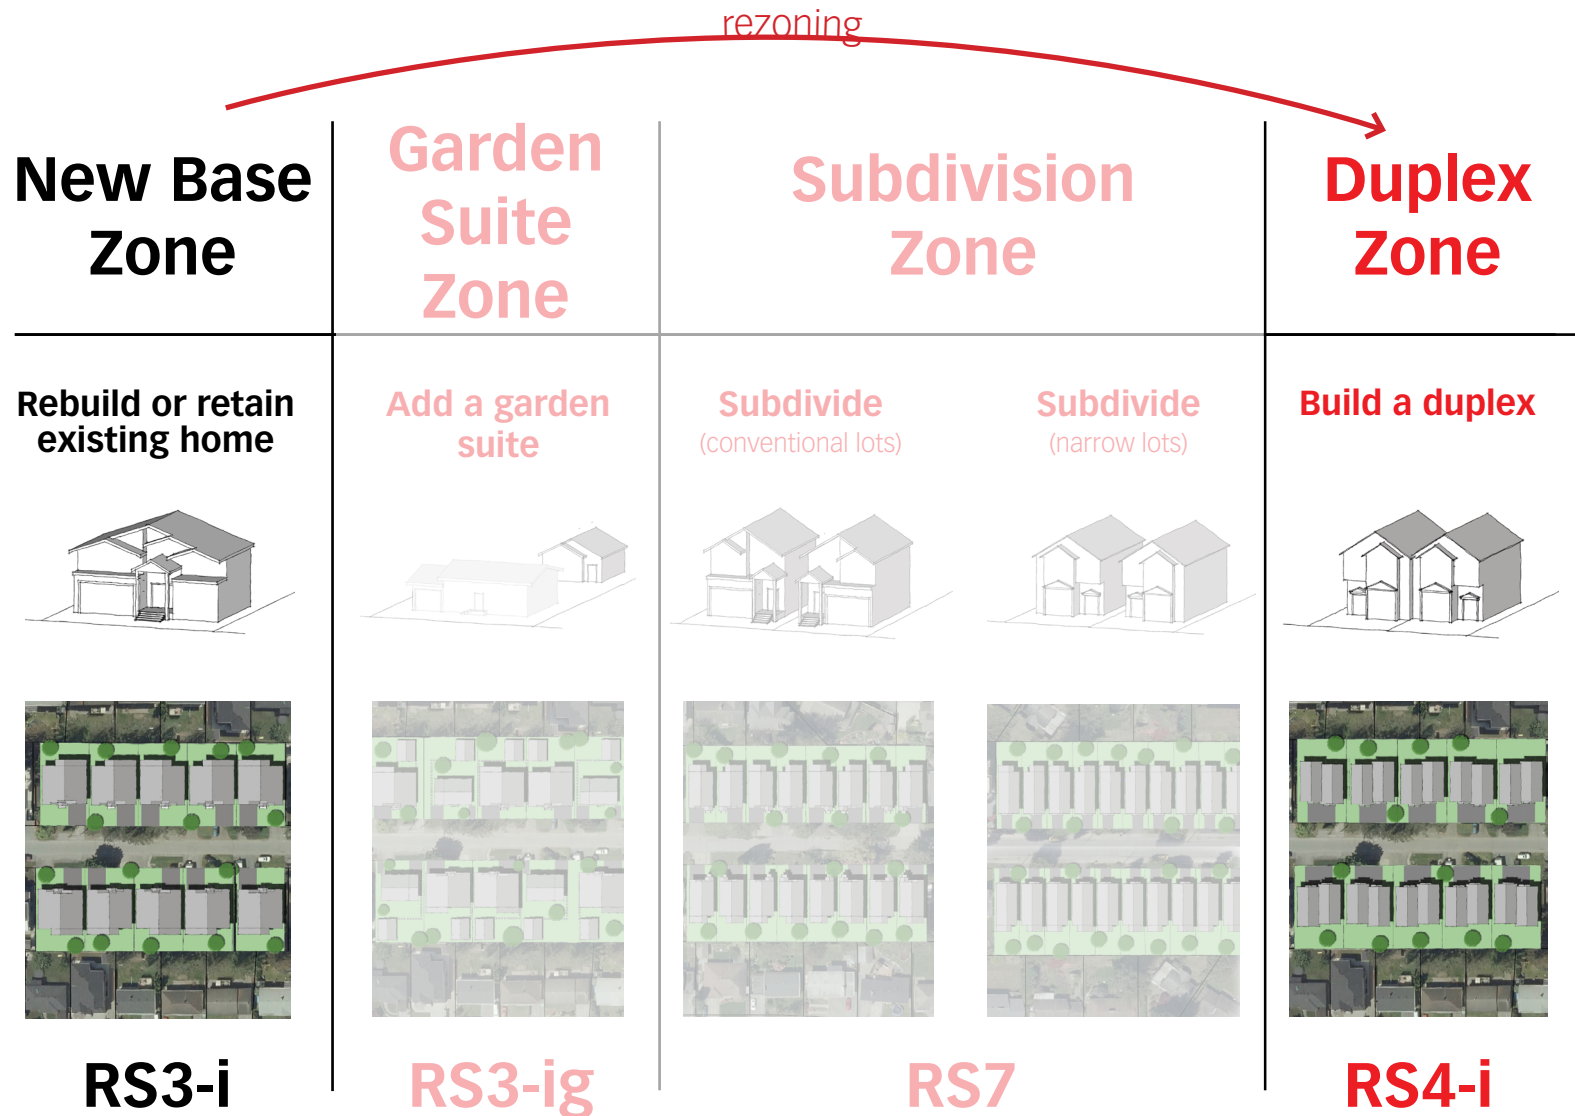 rezoning
New Base
Zone
Garden
Suite
Zone
Subdivision
Zone
Duplex
Zone
Rebuild or retain
existing home
Add a garden
suite
Subdivide
(conventional lots)
Subdivide
(narrow lots)
Build a duplex
RS3-i
RS3-ig
RS7
RS4-i